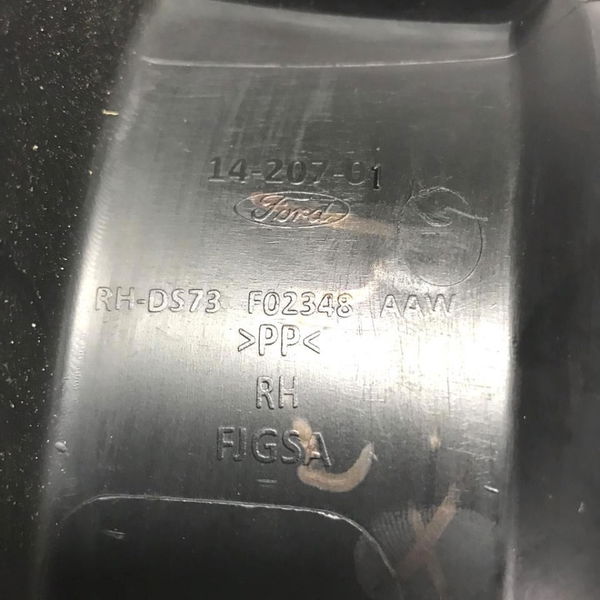 14-207-01
Ford
RH-DS73 F02348 AAW
>PP<
RH
FIGSA